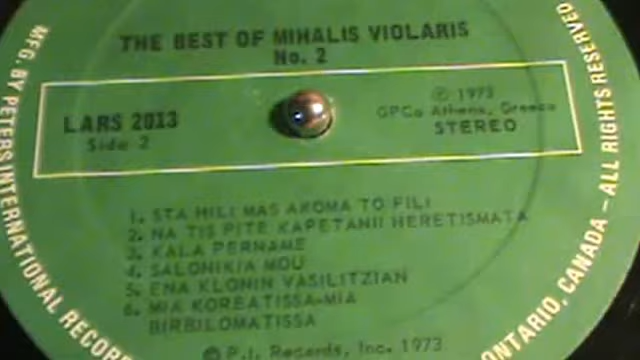 THE BEST OF MIHALIS VIOLARIS
No. 2
LARS 2013
Side 2
℗ 1973
GPCo Athens, Greece
STEREO
1. STA HILI MAS AKOMA TO FILI
2. NA TIS PITE KAPETANII HERETISMATA
3. KALA PERNAME
4. SALONIKIA MOU
5. ENA KLONIN VASILITZIAN
6. MIA KOREATISSA-MIA
BIRBILOMATISSA
© P.I. Records, Inc. 1973
MFG. BY PETERS INTERNATIONAL RECORD
ONTARIO, CANADA – ALL RIGHTS RESERVED